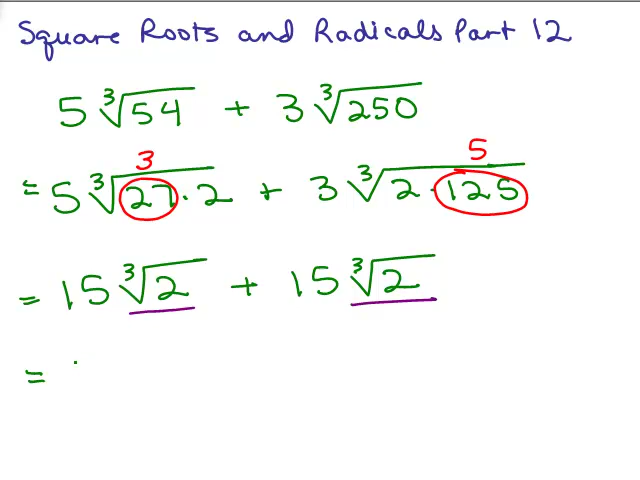 Square Roots and Radicals Part 12
5 ∛54 + 3 ∛250
3 5
= 5 ∛27 · 2 + 3 ∛2 · 125
= 15 ∛2 + 15 ∛2
=